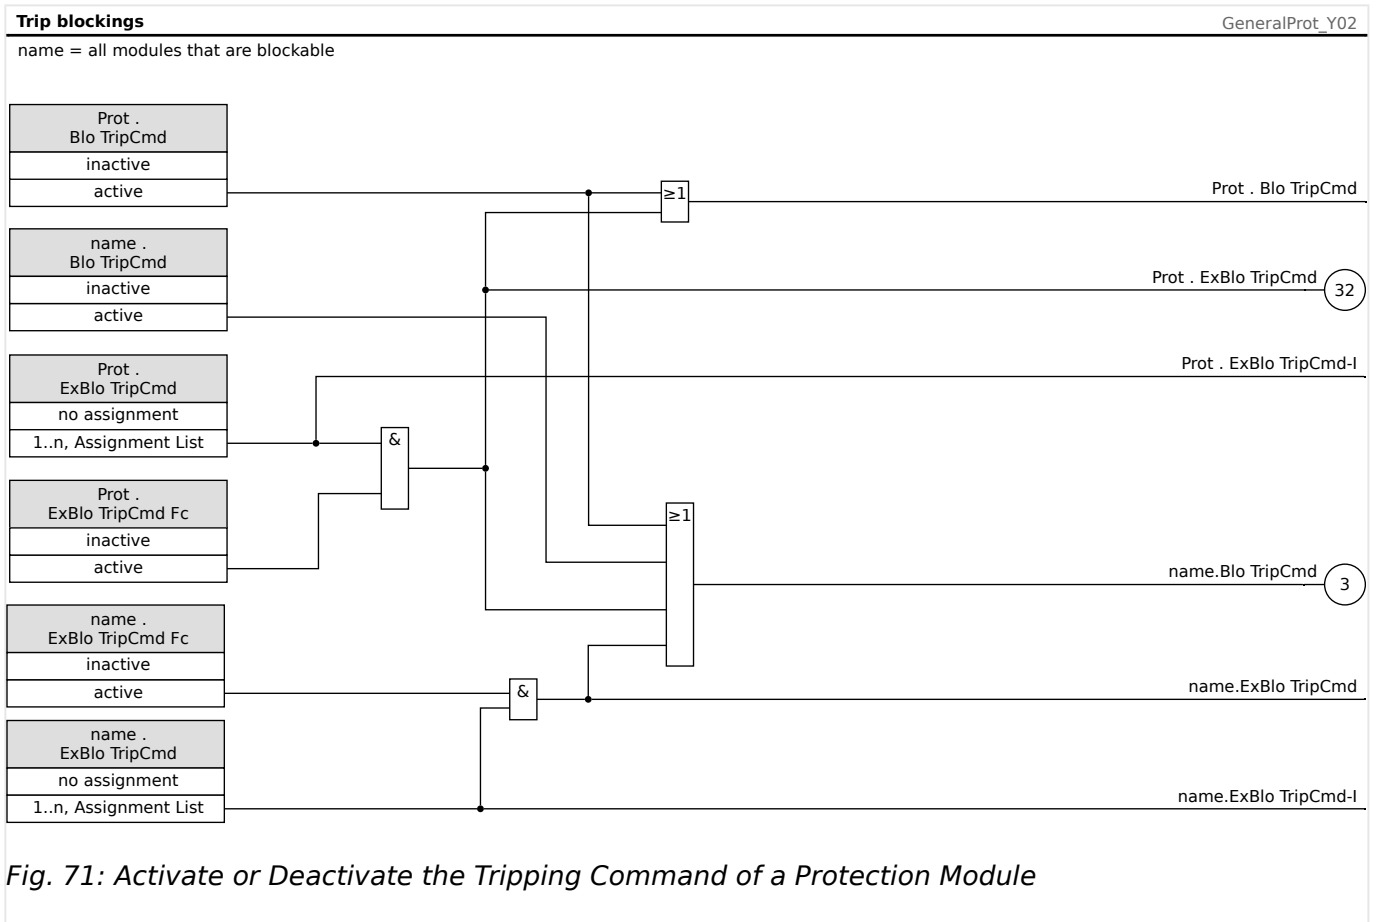 Trip blockings
GeneralProt_Y02
name = all modules that are blockable
Prot .
Blo TripCmd
inactive
active
≥1
Prot . Blo TripCmd
name .
Blo TripCmd
inactive
active
Prot . ExBlo TripCmd
32
Prot .
ExBlo TripCmd
no assignment
1..n, Assignment List
Prot . ExBlo TripCmd-I
&
Prot .
ExBlo TripCmd Fc
inactive
active
≥1
name.Blo TripCmd
3
name .
ExBlo TripCmd Fc
inactive
active
&
name.ExBlo TripCmd
name .
ExBlo TripCmd
no assignment
1..n, Assignment List
name.ExBlo TripCmd-I
Fig. 71: Activate or Deactivate the Tripping Command of a Protection Module